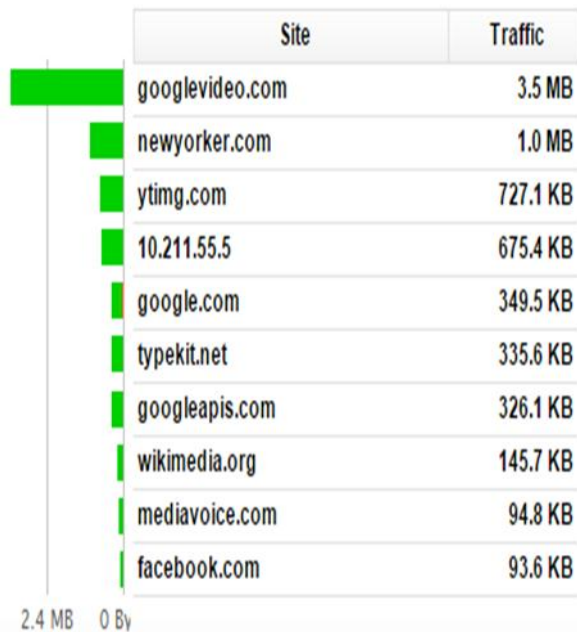 Site Traffic
googlevideo.com 3.5 MB
newyorker.com 1.0 MB
ytimg.com 727.1 KB
10.211.55.5 675.4 KB
google.com 349.5 KB
typekit.net 335.6 KB
googleapis.com 326.1 KB
wikimedia.org 145.7 KB
mediavoice.com 94.8 KB
facebook.com 93.6 KB
2.4 MB 0 By